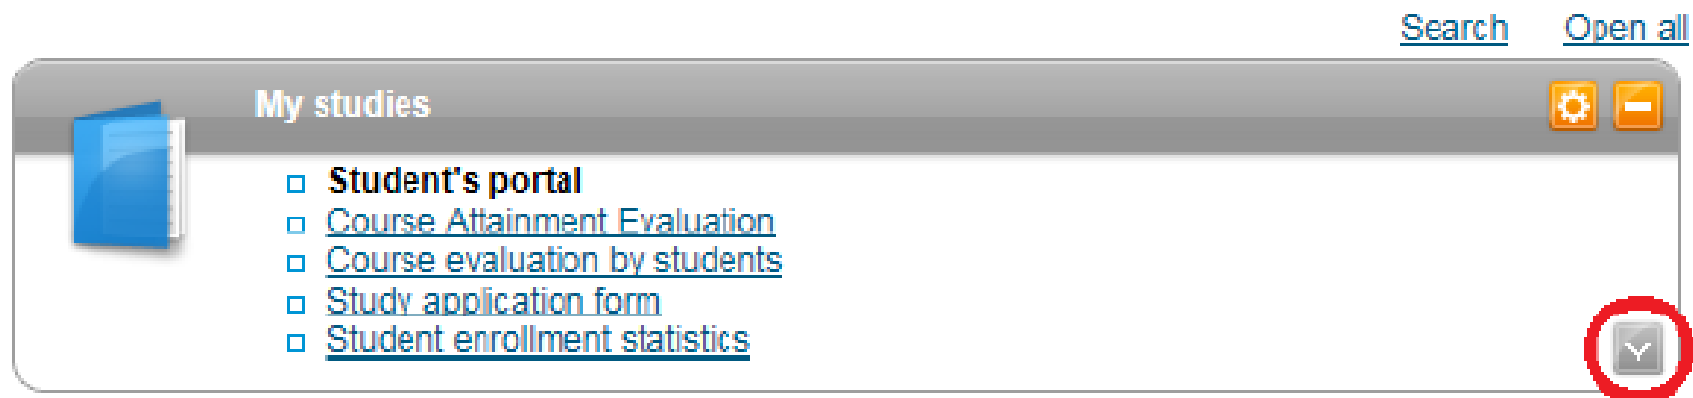 Search Open all
My studies
Student's portal
Course Attainment Evaluation
Course evaluation by students
Study application form
Student enrollment statistics